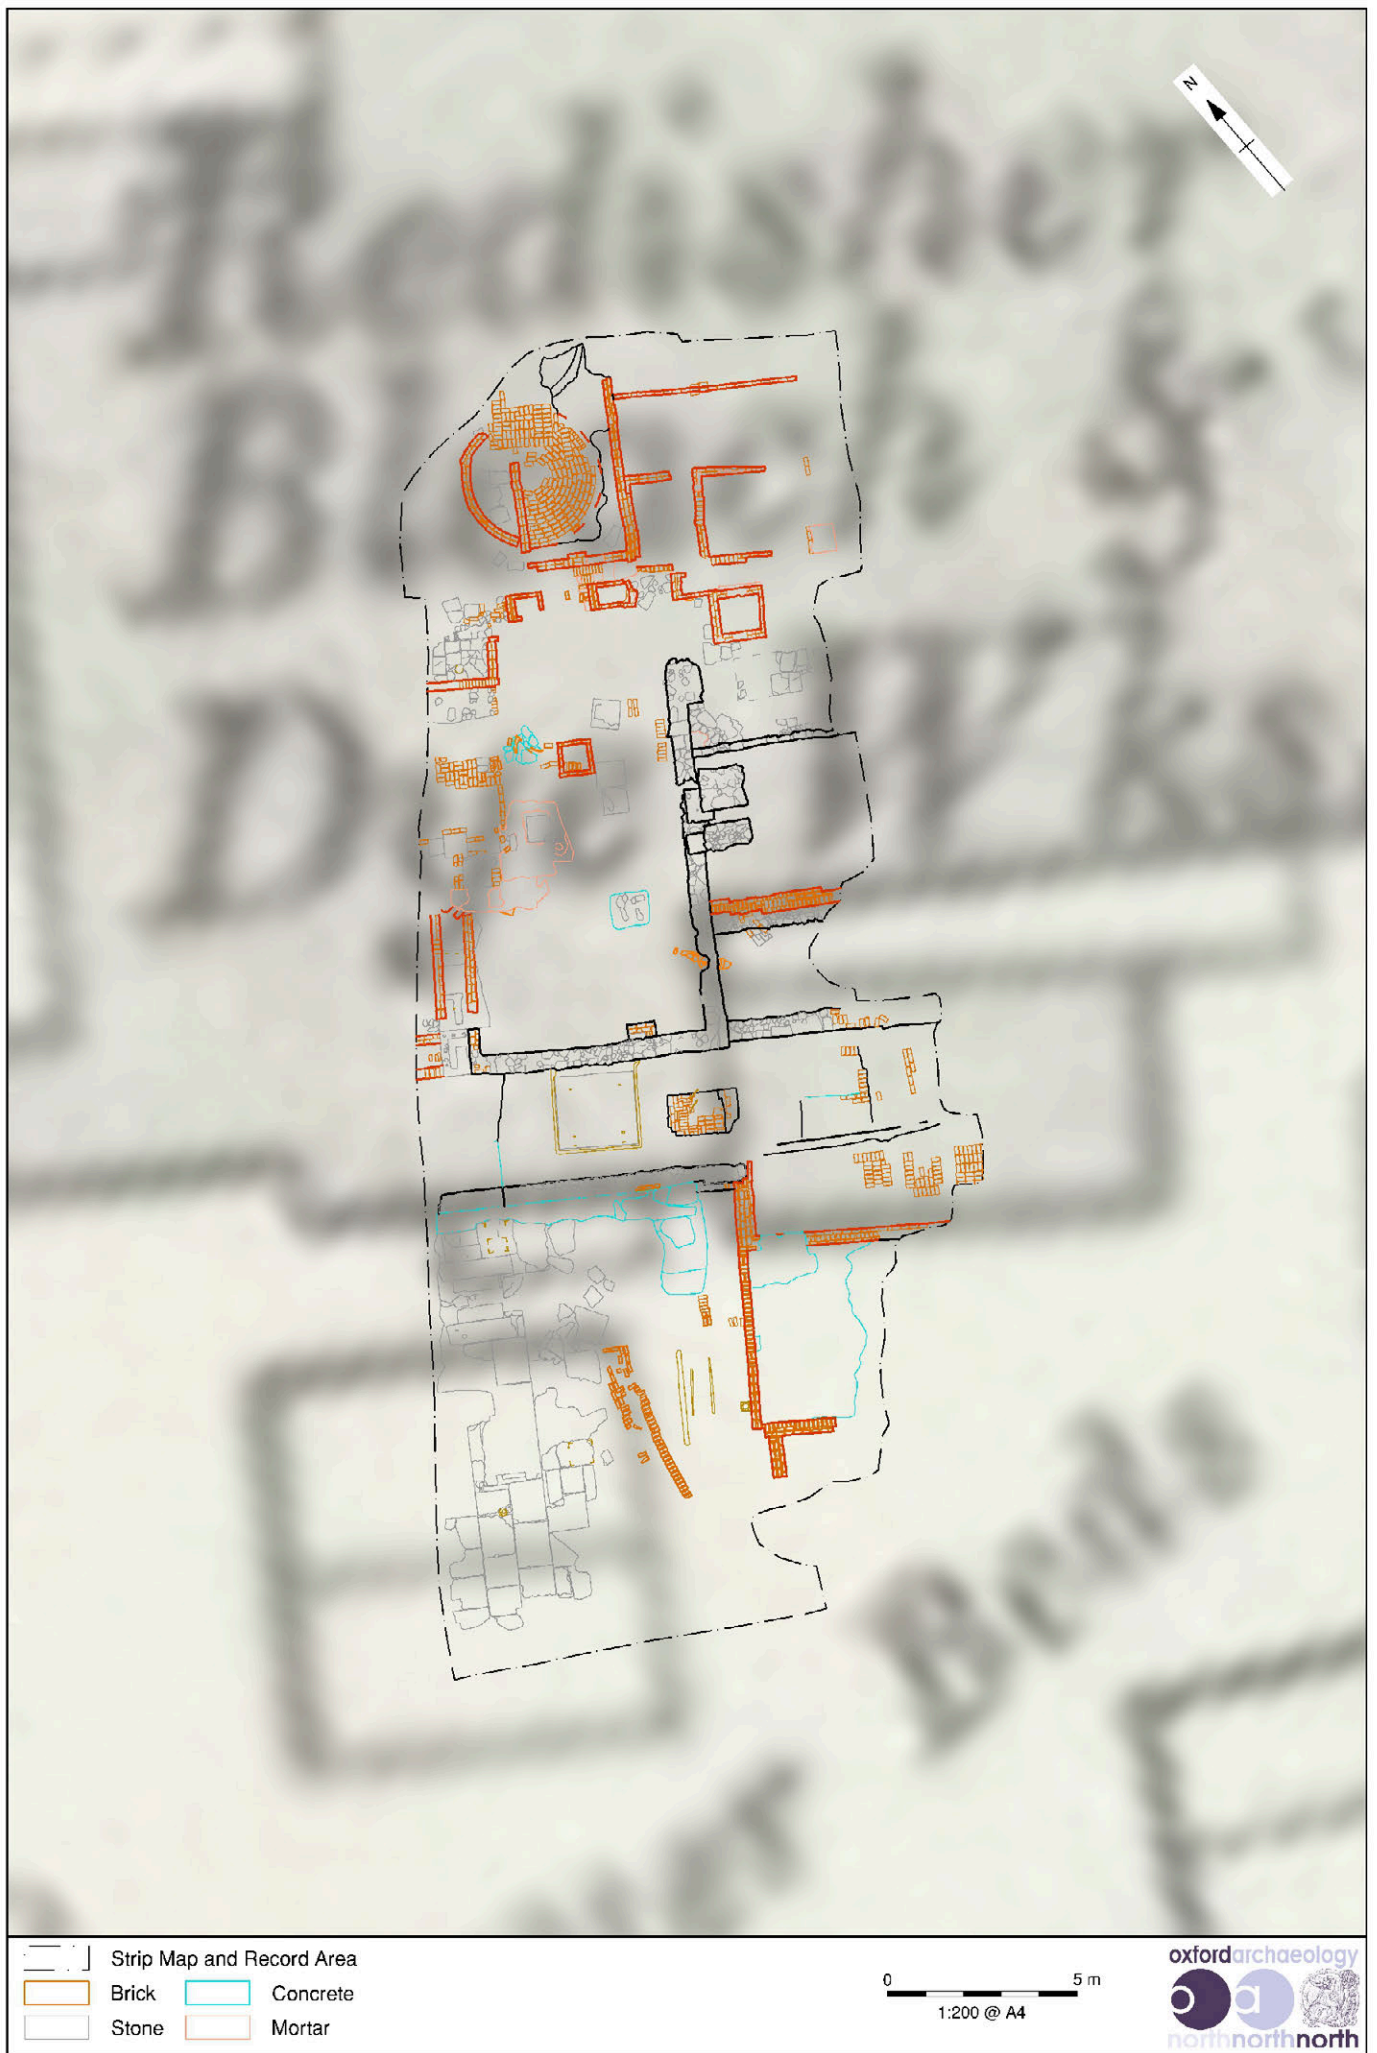 N
Redisher
Bleach &
Dye Wks
Beds
Strip Map and Record Area
Brick
Concrete
Stone
Mortar
0
5 m
1:200 @ A4
oxfordarchaeology
o a
northnorthnorth